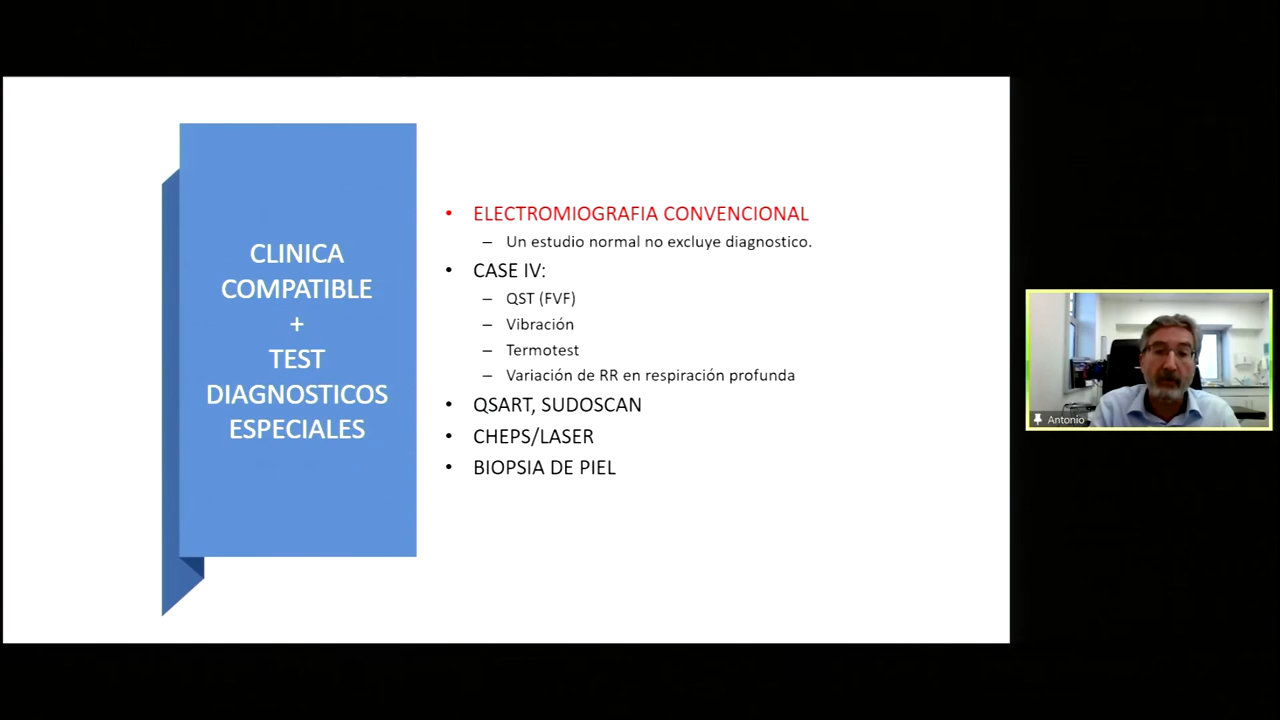 CLINICA
COMPATIBLE
+
TEST
DIAGNOSTICOS
ESPECIALES
• ELECTROMIOGRAFIA CONVENCIONAL
– Un estudio normal no excluye diagnostico.
• CASE IV:
– QST (FVF)
– Vibración
– Termotest
– Variación de RR en respiración profunda
• QSART, SUDOSCAN
• CHEPS/LASER
• BIOPSIA DE PIEL
Antonio